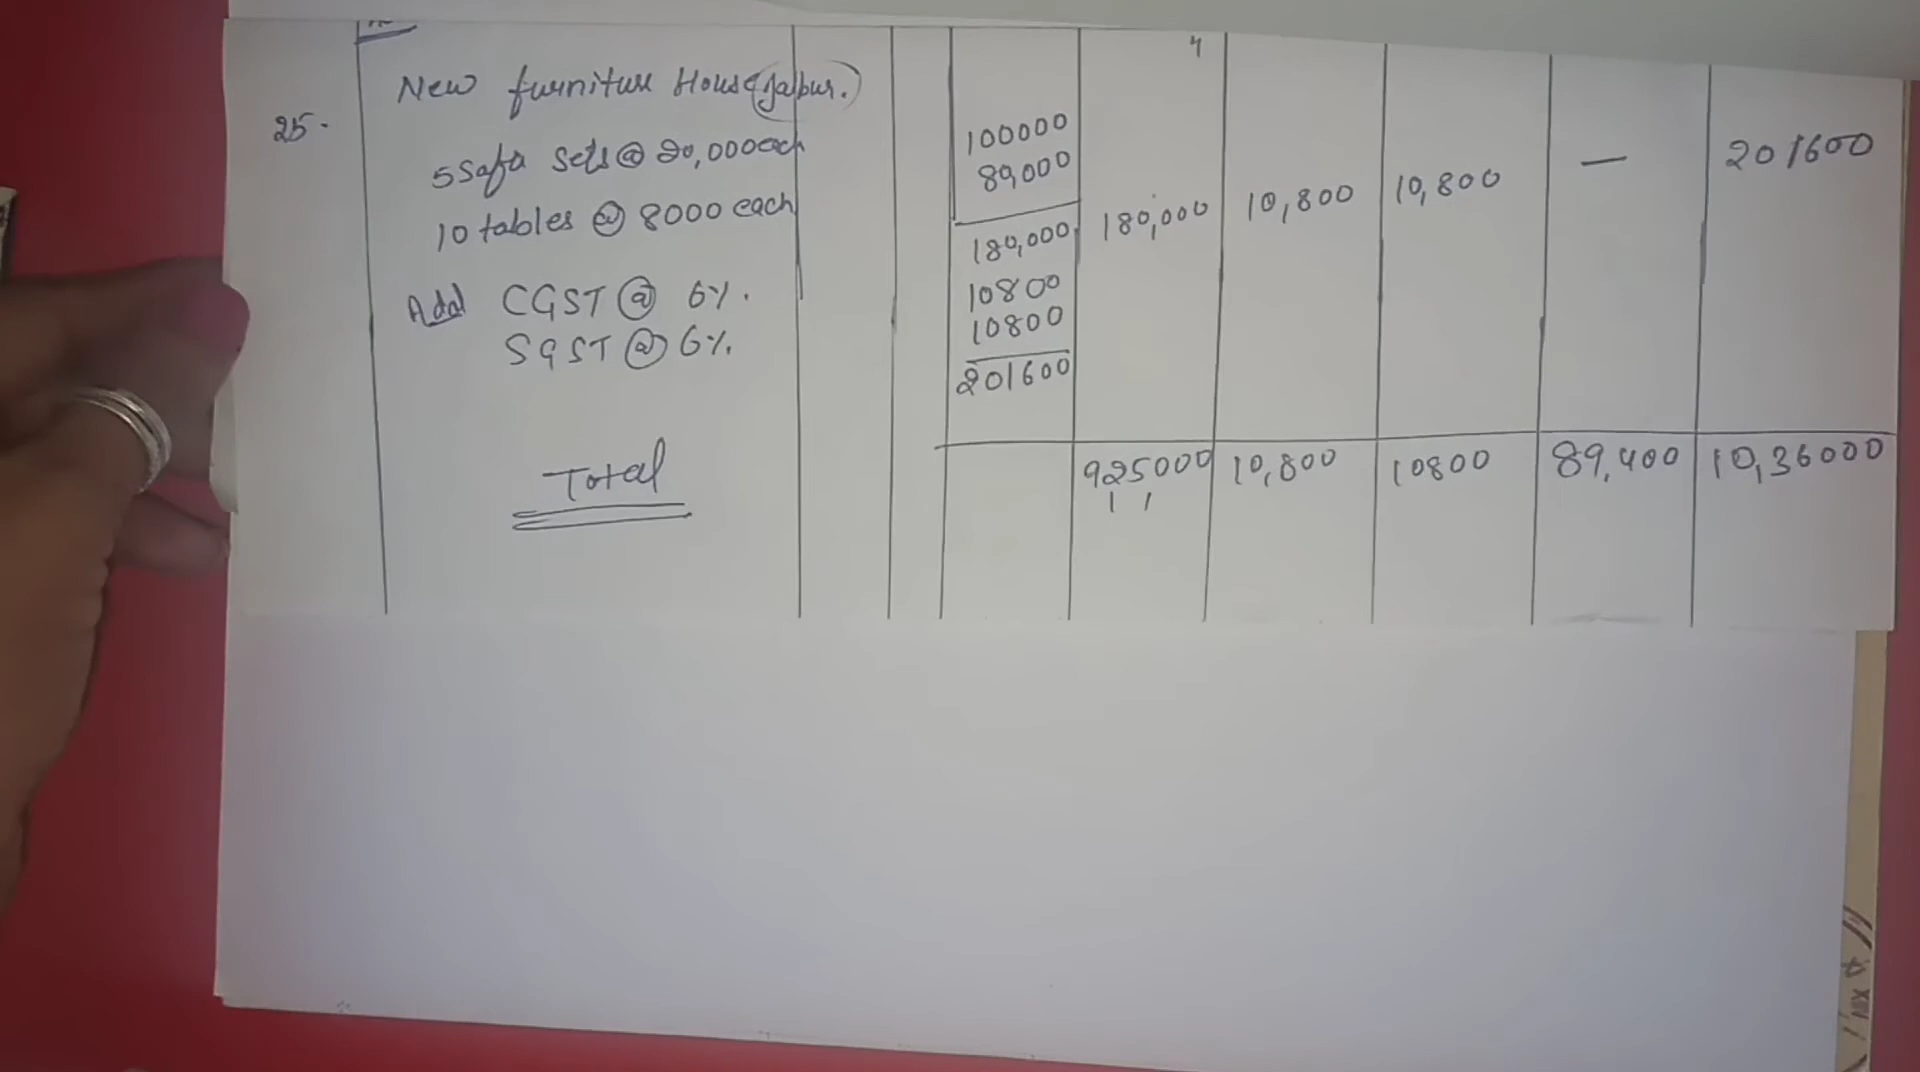 4
New furniture House (Jaipur.)
25-
5 Sofa Sets @ 20,000 each
100000
89,000
— 201600
10 tables @ 8000 each
180,000 180,000 10,800 10,800
Add CGST @ 6%.
10800
SGST @ 6%.
10800
201600
Total 925000 10,800 10800 89,400 10,36000
XII